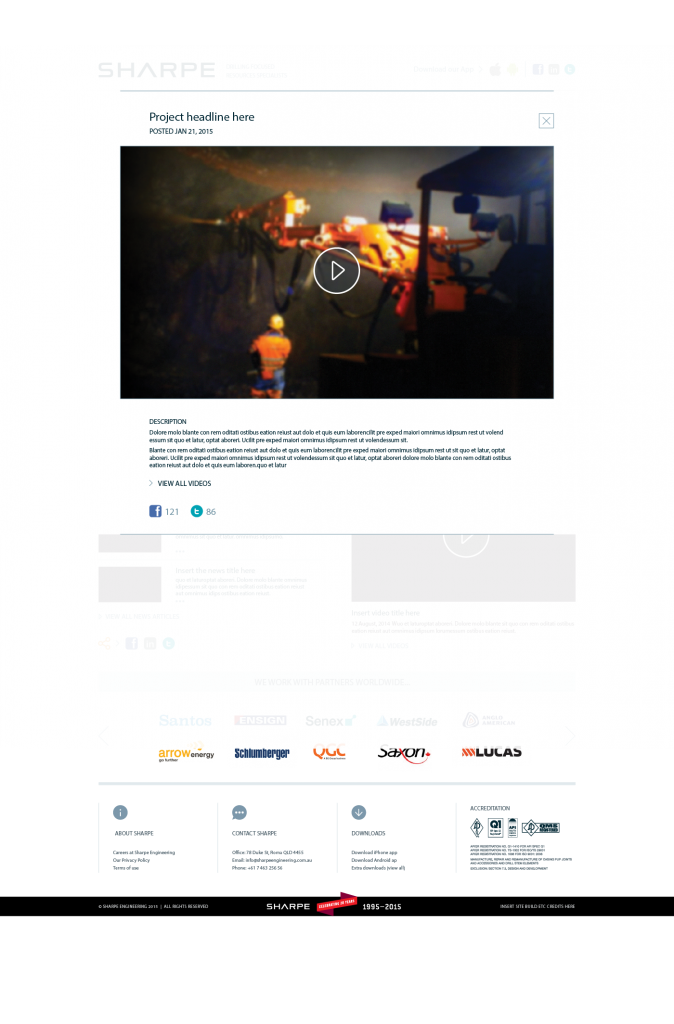 SHARPE
Project headline here
POSTED JAN 21, 2015
DESCRIPTION
Dolore molo blante con rem oditati ostibus eation reiust aut dolo et quis eum laborencilit pre exped maiori omnimus idipsum rest ut volend
essum sit quo et latur, optat aboreri. Ucilit pre exped maiori omnimus idipsum rest ut volendessum sit.
Blante con rem oditati ostibus eation reiust aut dolo et quis eum laborencilit pre exped maiori omnimus idipsum rest ut sit quo et latur, optat
aboreri. Ucilit pre exped maiori omnimus idipsum rest ut volendessum sit quo et latur, optat aboreri dolore molo blante con rem oditati ostibus
eation reiust aut dolo et quis eum laboren.quo et latur
VIEW ALL VIDEOS
121 86
Insert the news title here
Insert video title here
WE WORK WITH PARTNERS WORLDWIDE
Santos ENSIGN Senex WestSide
arrow energy go further Schlumberger QGC Saxon LUCAS
ABOUT SHARPE
Careers at Sharpe Engineering
Our Privacy Policy
Terms of use
CONTACT SHARPE
Office: 78 Duke St, Roma QLD 4455
Email: info@sharpeengineering.com.au
Phone: +61 7 462 250 56
DOWNLOADS
Download iPhone app
Download Android ap
Extra downloads (view all)
ACCREDITATION
QI API QMS
© SHARPE ENGINEERING 2015 | ALL RIGHTS RESERVED
SHARPE CELEBRATING 20 YEARS 1995–2015
INSERT SITE BUILD ETC CREDITS HERE